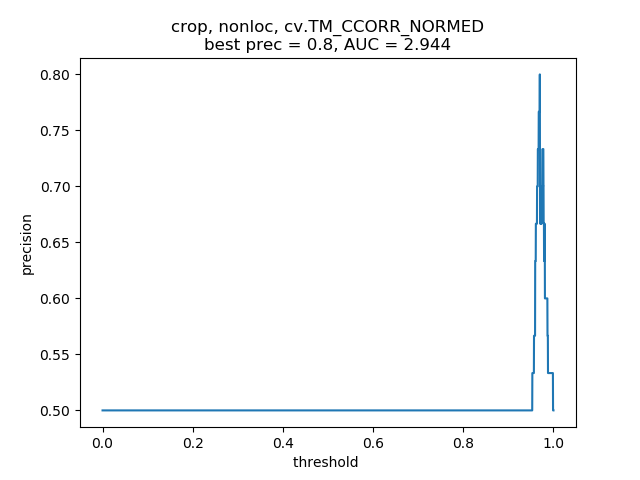 crop, nonloc, cv.TM_CCORR_NORMED
best prec = 0.8, AUC = 2.944
0.80
0.75
0.70
0.65
0.60
0.55
0.50
precision
0.0 0.2 0.4 0.6 0.8 1.0
threshold